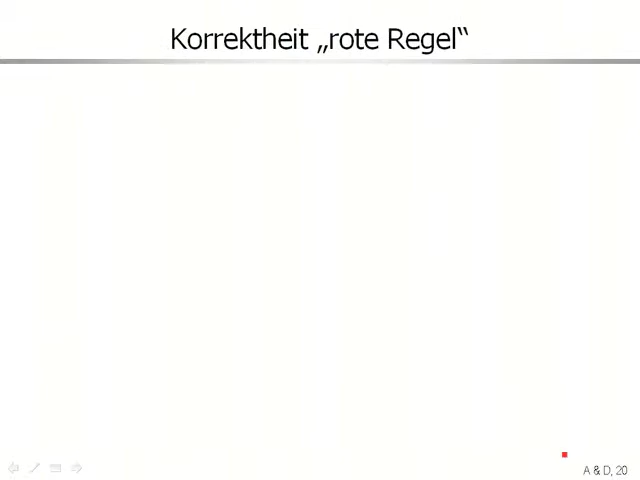 Korrektheit „rote Regel“
A & D, 20